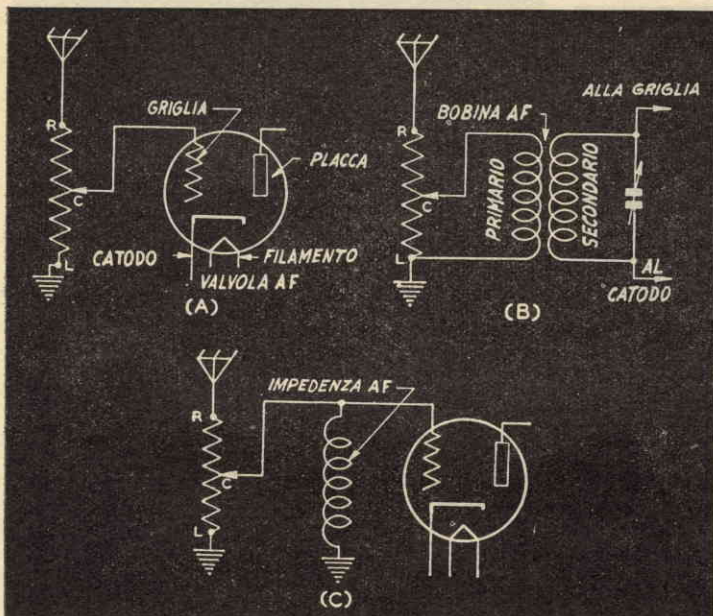 R
GRIGLIA
PLACCA
C
L
CATODO
FILAMENTO
VALVOLA AF
(A)
ALLA GRIGLIA
BOBINA AF
R
PRIMARIO
SECONDARIO
C
L
AL
CATODO
(B)
IMPEDENZA AF
R
C
L
(C)